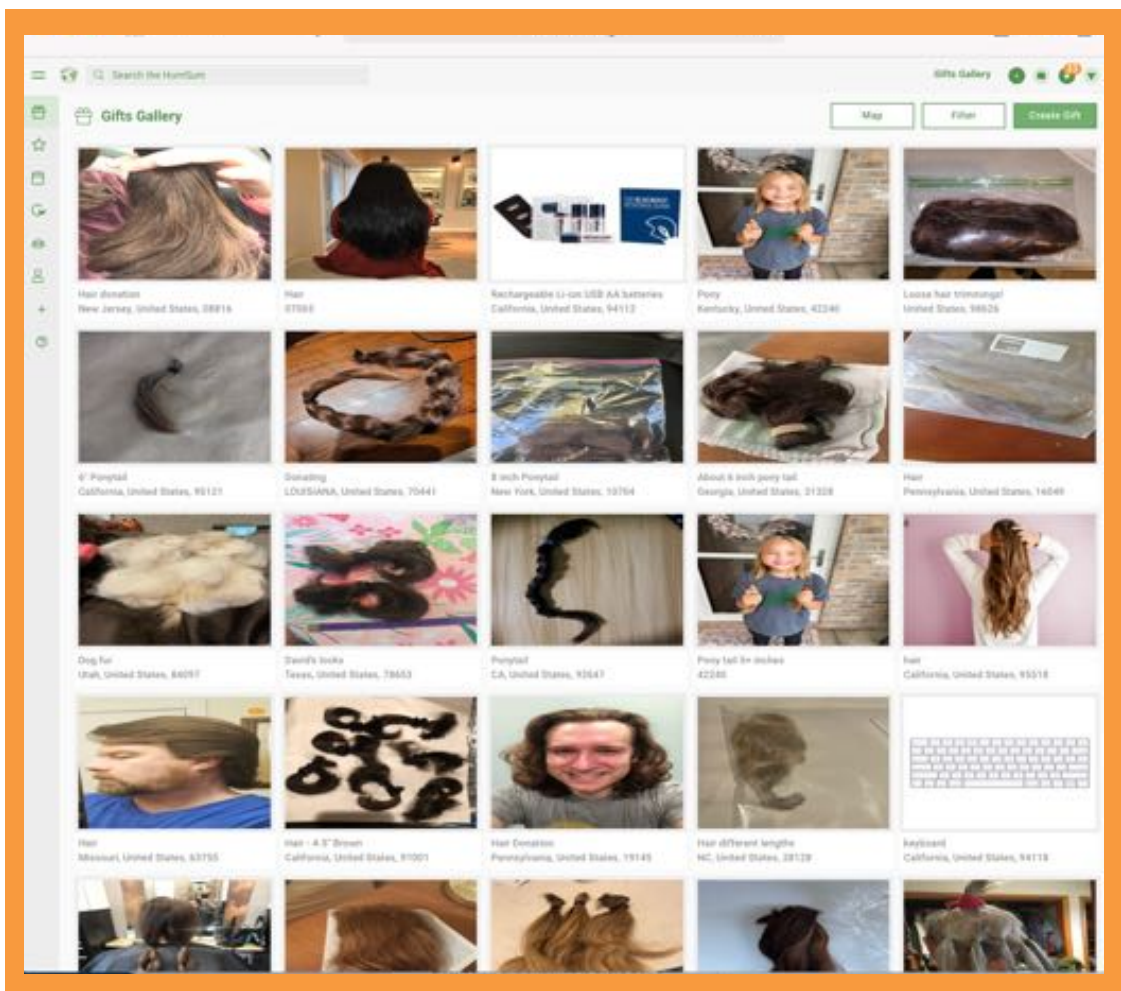 Search the HumSum
Gifts Gallery
Gifts Gallery
Map
Filter
Create Gift
Hair donation
New Jersey, United States, 08816
Hair
Rechargeable Li-ion USB AA batteries
California, United States, 94112
Pony
Kentucky, United States, 42240
Loose hair trimmings!
United States, 98626
6" Ponytail
California, United States, 95121
Donating
LOUISIANA, United States, 70441
8 inch Ponytail
New York, United States, 10704
About 6 inch pony tail
Georgia, United States, 31328
Hair
Pennsylvania, United States, 16049
Dog fur
Utah, United States, 84097
David's locks
Texas, United States, 78653
Ponytail
CA, United States, 92647
Pony tail 5+ inches
42240
hair
California, United States, 95518
Hair
Missouri, United States, 63755
Hair - 4.5" Brown
California, United States, 91001
Hair Donation
Pennsylvania, United States, 19145
Hair different lengths
NC, United States, 28128
keyboard
California, United States, 94118